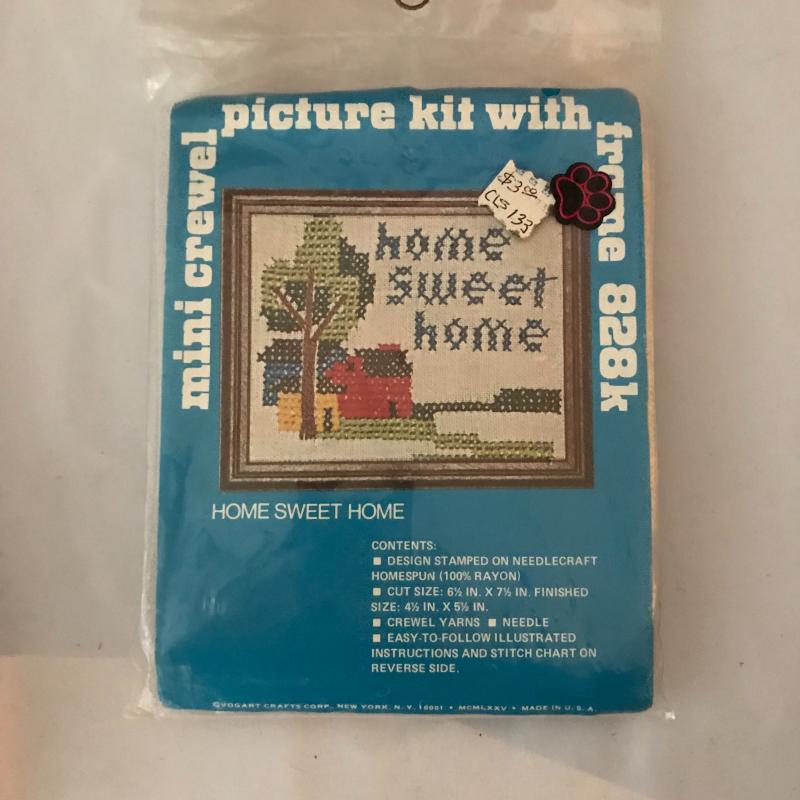 mini crewel
picture kit with
frame 828k
$3.00
CLS 133
home
sweet
home
HOME SWEET HOME
CONTENTS:
■ DESIGN STAMPED ON NEEDLECRAFT
HOMESPUN (100% RAYON)
■ CUT SIZE: 6½ IN. X 7½ IN. FINISHED
SIZE: 4½ IN. X 5½ IN.
■ CREWEL YARNS ■ NEEDLE
■ EASY-TO-FOLLOW ILLUSTRATED
INSTRUCTIONS AND STITCH CHART ON
REVERSE SIDE.
©VOGART CRAFTS CORP., NEW YORK, N.Y. 10001 • MCMLXXV • MADE IN U.S.A.